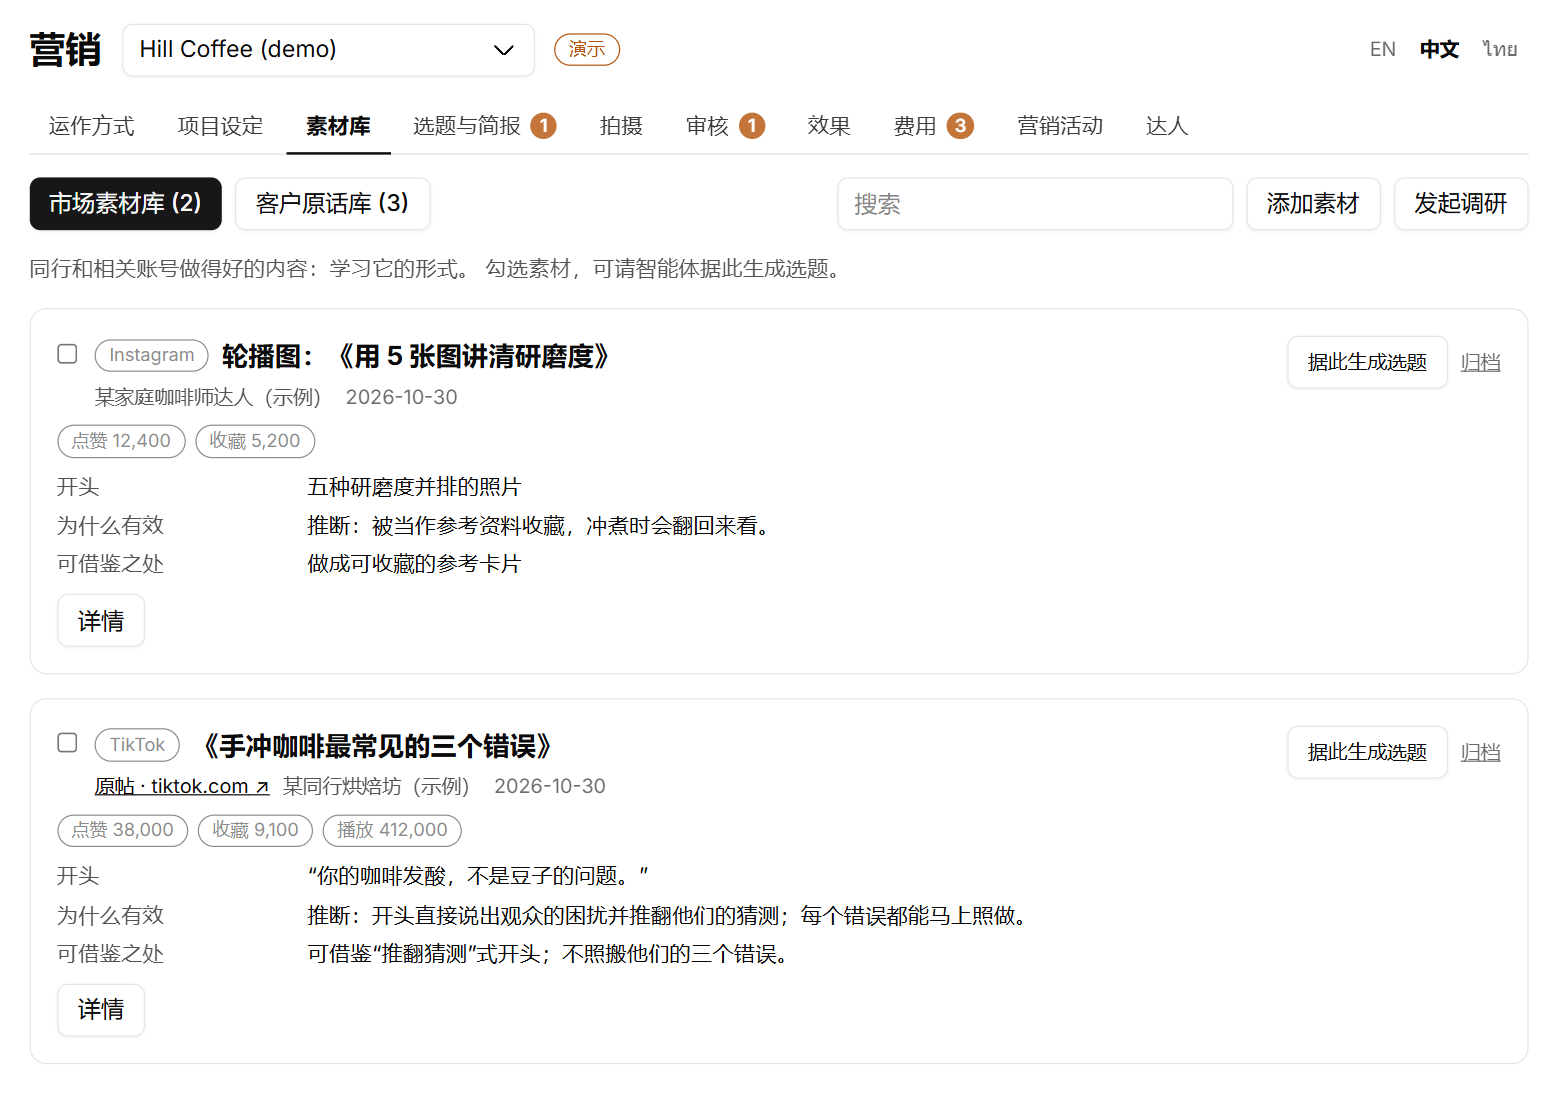 营销 Hill Coffee (demo) 演示 EN 中文 ไทย
运作方式 项目设定 素材库 选题与简报 1 拍摄 审核 1 效果 费用 3 营销活动 达人
市场素材库 (2) 客户原话库 (3) 搜索 添加素材 发起调研
同行和相关账号做得好的内容：学习它的形式。 勾选素材，可请智能体据此生成选题。
Instagram 轮播图：《用 5 张图讲清研磨度》 据此生成选题 归档
某家庭咖啡师达人（示例） 2026-10-30
点赞 12,400 收藏 5,200
开头 五种研磨度并排的照片
为什么有效 推断：被当作参考资料收藏，冲煮时会翻回来看。
可借鉴之处 做成可收藏的参考卡片
详情
TikTok 《手冲咖啡最常见的三个错误》 据此生成选题 归档
原帖 · tiktok.com ↗ 某同行烘焙坊（示例） 2026-10-30
点赞 38,000 收藏 9,100 播放 412,000
开头 “你的咖啡发酸，不是豆子的问题。”
为什么有效 推断：开头直接说出观众的困扰并推翻他们的猜测；每个错误都能马上照做。
可借鉴之处 可借鉴“推翻猜测”式开头；不照搬他们的三个错误。
详情